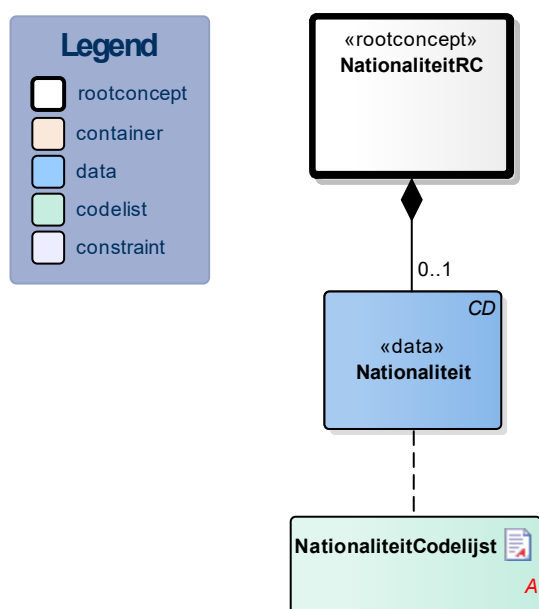 Legend
rootconcept
container
data
codelist
constraint
«rootconcept»
NationaliteitRC
0..1
CD
«data»
Nationaliteit
NationaliteitCodelijst
A